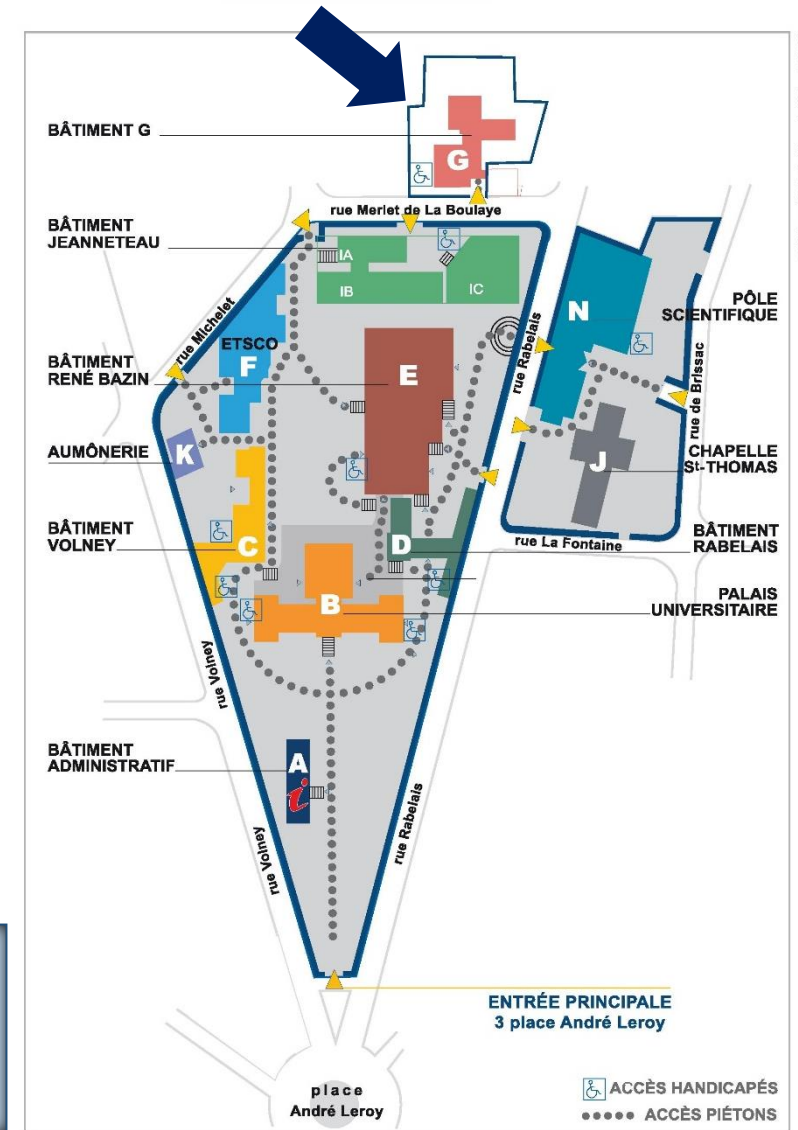 BÂTIMENT G
G
rue Merlet de La Boulaye
BÂTIMENT
JEANNETEAU
IA
IB
IC
rue Michelet
ETSCO
F
N
PÔLE
SCIENTIFIQUE
rue Rabelais
rue de Brissac
BÂTIMENT
RENÉ BAZIN
E
AUMÔNERIE
K
J
CHAPELLE
St-THOMAS
BÂTIMENT
VOLNEY
C
D
rue La Fontaine
BÂTIMENT
RABELAIS
B
PALAIS
UNIVERSITAIRE
rue Volney
BÂTIMENT
ADMINISTRATIF
A
i
rue Volney
rue Rabelais
ENTRÉE PRINCIPALE
3 place André Leroy
place
André Leroy
ACCÈS HANDICAPÉS
ACCÈS PIÉTONS